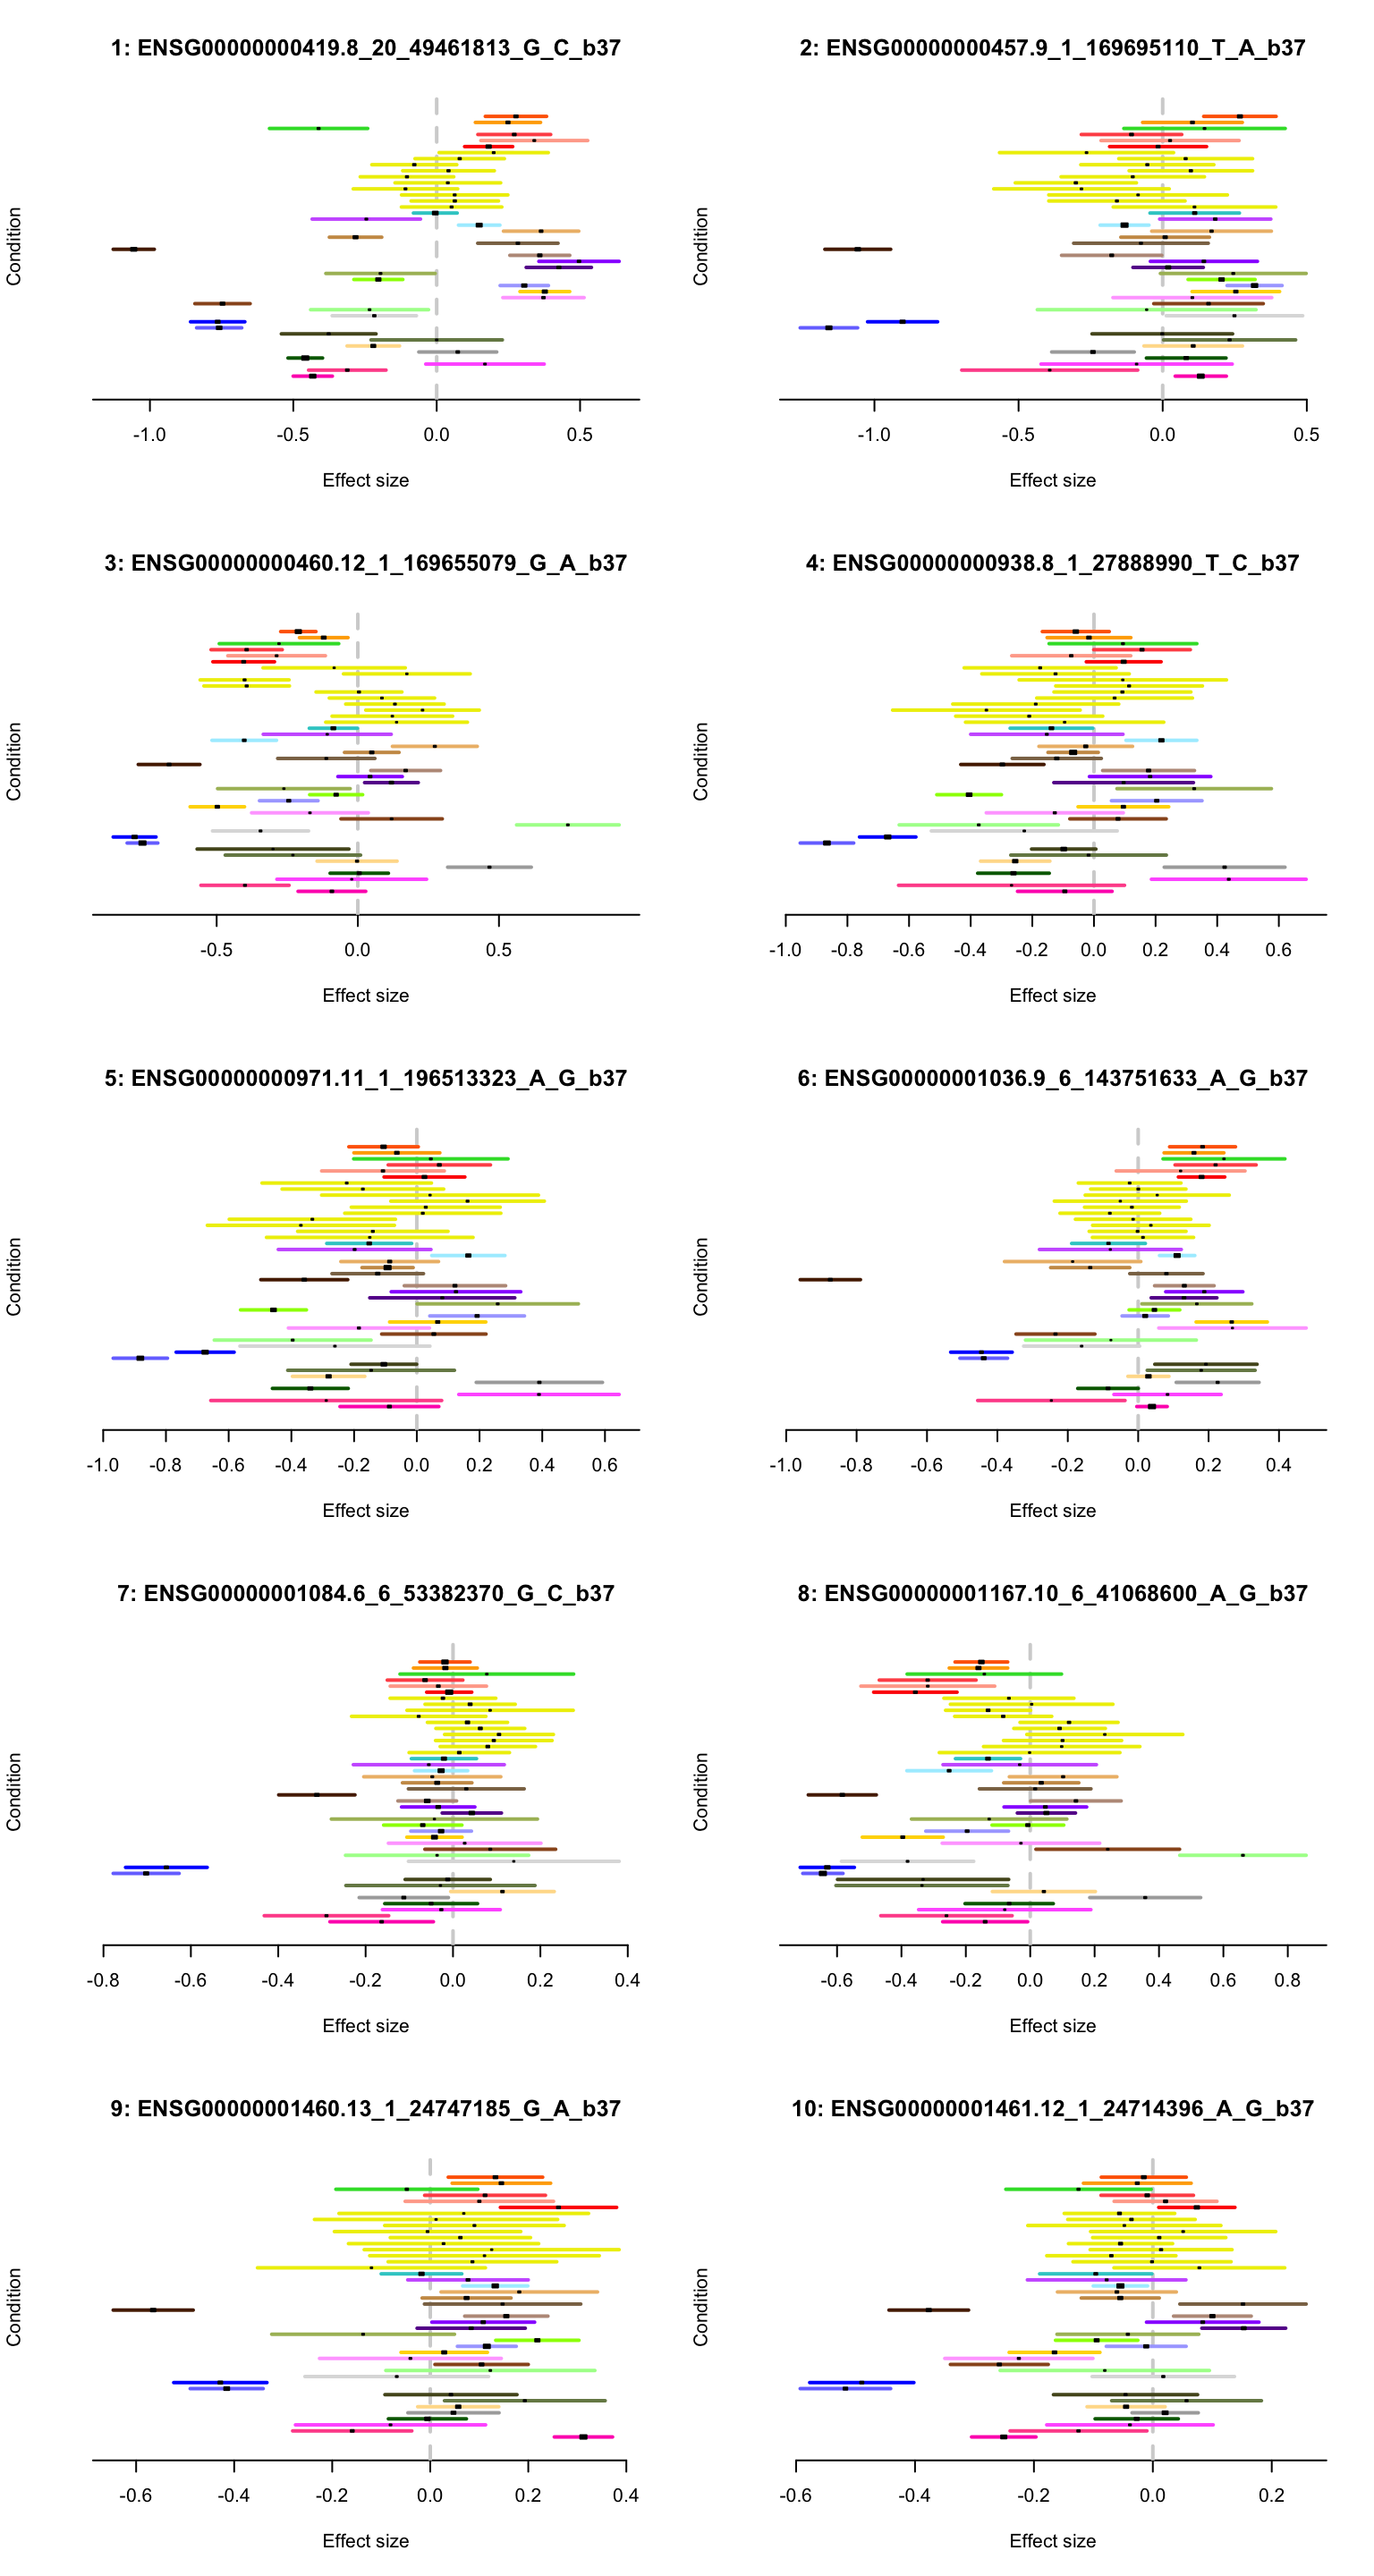 1: ENSG00000000419.8_20_49461813_G_C_b37
Condition
-1.0 -0.5 0.0 0.5
Effect size
2: ENSG00000000457.9_1_169695110_T_A_b37
Condition
-1.0 -0.5 0.0 0.5
Effect size
3: ENSG00000000460.12_1_169655079_G_A_b37
Condition
-0.5 0.0 0.5
Effect size
4: ENSG00000000938.8_1_27888990_T_C_b37
Condition
-1.0 -0.8 -0.6 -0.4 -0.2 0.0 0.2 0.4 0.6
Effect size
5: ENSG00000000971.11_1_196513323_A_G_b37
Condition
-1.0 -0.8 -0.6 -0.4 -0.2 0.0 0.2 0.4 0.6
Effect size
6: ENSG00000001036.9_6_143751633_A_G_b37
Condition
-1.0 -0.8 -0.6 -0.4 -0.2 0.0 0.2 0.4
Effect size
7: ENSG00000001084.6_6_53382370_G_C_b37
Condition
-0.8 -0.6 -0.4 -0.2 0.0 0.2 0.4
Effect size
8: ENSG00000001167.10_6_41068600_A_G_b37
Condition
-0.6 -0.4 -0.2 0.0 0.2 0.4 0.6 0.8
Effect size
9: ENSG00000001460.13_1_24747185_G_A_b37
Condition
-0.6 -0.4 -0.2 0.0 0.2 0.4
Effect size
10: ENSG00000001461.12_1_24714396_A_G_b37
Condition
-0.6 -0.4 -0.2 0.0 0.2
Effect size